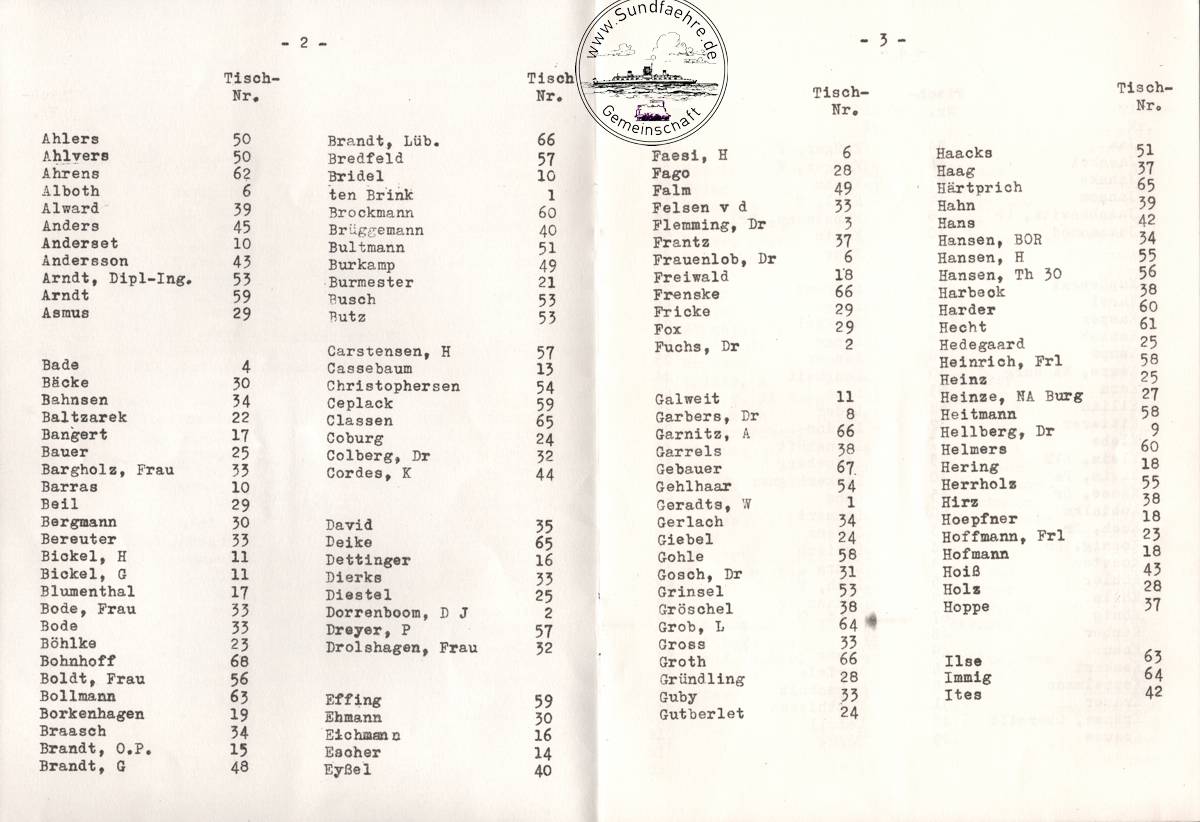 - 2 -
Tisch-
Nr.
Ahlers 50
Ahlvers 50
Ahrens 62
Alboth 6
Alward 39
Anders 45
Anderset 10
Andersson 43
Arndt, Dipl-Ing. 53
Arndt 59
Asmus 29
Bade 4
Bäcke 30
Bahnsen 34
Baltzarek 22
Bangert 17
Bauer 25
Bargholz, Frau 33
Barras 10
Beil 29
Bergmann 30
Bereuter 33
Bickel, H 11
Bickel, G 11
Blumenthal 17
Bode, Frau 33
Bode 33
Böhlke 23
Bohnhoff 68
Boldt, Frau 56
Bollmann 63
Borkenhagen 19
Braasch 34
Brandt, O.P. 15
Brandt, G 48
Tisch
Nr.
Brandt, Lüb. 66
Bredfeld 57
Bridel 10
ten Brink 1
Brockmann 60
Brüggemann 40
Bultmann 51
Burkamp 49
Burmester 21
Busch 53
Butz 53
Carstensen, H 57
Cassebaum 13
Christophersen 54
Ceplack 59
Classen 65
Coburg 24
Colberg, Dr 32
Cordes, K 44
David 35
Deike 65
Dettinger 16
Dierks 33
Diestel 25
Dorrenboom, D J 2
Dreyer, P 57
Drolshagen, Frau 32
Effing 59
Ehmann 30
Eichmann 16
Escher 14
Eyßel 40
www.Sundfaehre.de
Gemeinschaft
- 3 -
Tisch-
Nr.
Faesi, H 6
Fago 28
Falm 49
Felsen v d 33
Flemming, Dr 3
Frantz 37
Frauenlob, Dr 6
Freiwald 18
Frenske 66
Fricke 29
Fox 29
Fuchs, Dr 2
Galweit 11
Garbers, Dr 8
Garnitz, A 66
Garrels 38
Gebauer 67
Gehlhaar 54
Geradts, W 1
Gerlach 34
Giebel 24
Gohle 58
Gosch, Dr 31
Grinsel 53
Gröschel 38
Grob, L 64
Gross 33
Groth 66
Gründling 28
Guby 33
Gutberlet 24
Tisch-
Nr.
Haacks 51
Haag 37
Härtprich 65
Hahn 39
Hans 42
Hansen, BOR 34
Hansen, H 55
Hansen, Th 30 56
Harbeck 38
Harder 60
Hecht 61
Hedegaard 25
Heinrich, Frl 58
Heinz 25
Heinze, NA Burg 27
Heitmann 58
Hellberg, Dr 9
Helmers 60
Hering 18
Herrholz 55
Hirz 38
Hoepfner 18
Hoffmann, Frl 23
Hofmann 18
Hoiß 43
Holz 28
Hoppe 37
Ilse 63
Immig 64
Ites 42